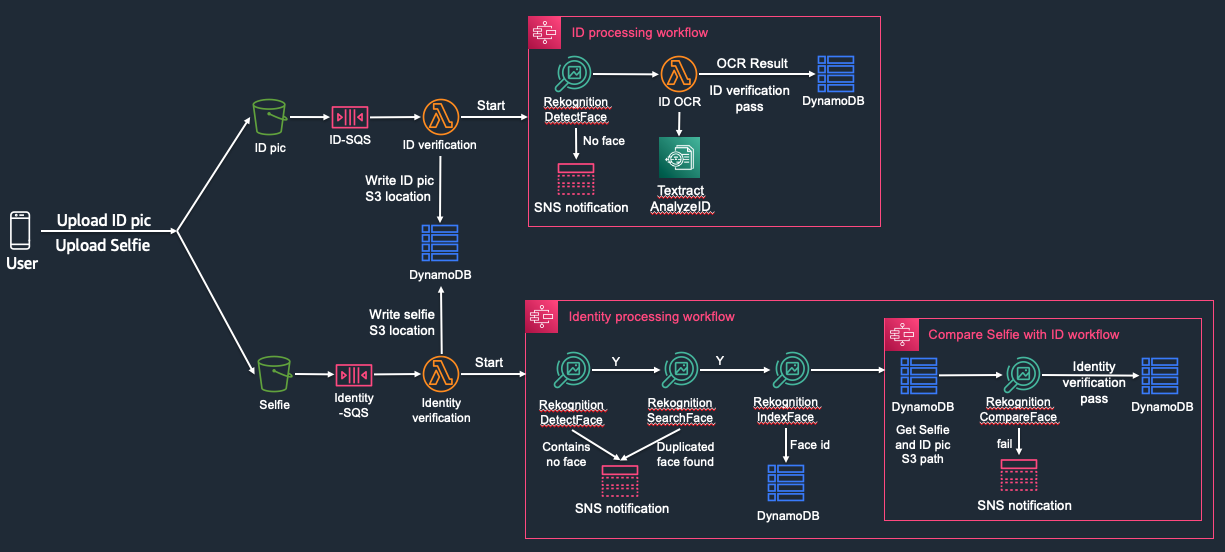 ID processing workflow
OCR Result
ID verification
pass
Rekognition
DetectFace
ID OCR
DynamoDB
No face
SNS notification
Textract
AnalyzeID
Start
ID pic
ID-SQS
ID verification
Write ID pic
S3 location
Upload ID pic
Upload Selfie
User
DynamoDB
Write selfie
S3 location
Start
Selfie
Identity
-SQS
Identity
verification
Identity processing workflow
Y
Y
Rekognition
DetectFace
Rekognition
SearchFace
Rekognition
IndexFace
Contains
no face
Duplicated
face found
Face id
SNS notification
DynamoDB
Compare Selfie with ID workflow
Identity
verification
pass
DynamoDB
Rekognition
CompareFace
DynamoDB
Get Selfie
and ID pic
S3 path
fail
SNS notification